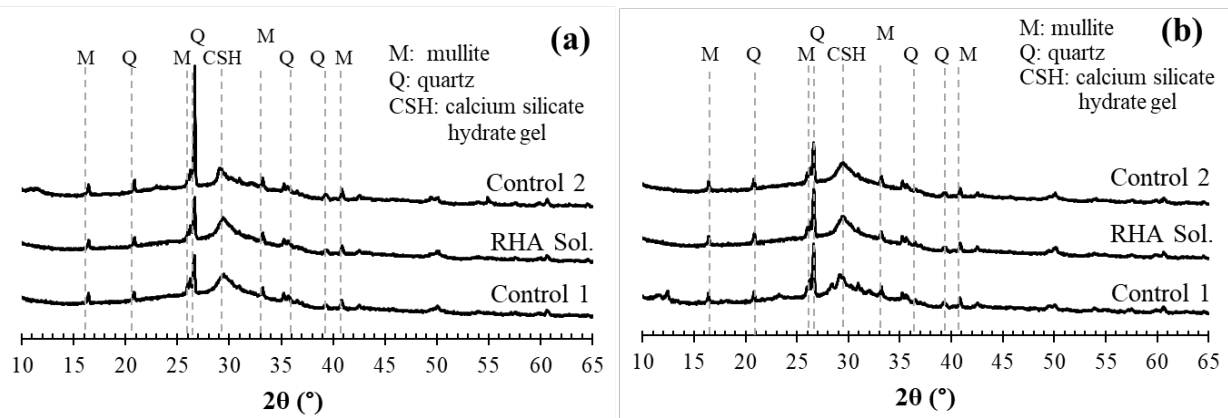 Q M (a)
M Q M CSH Q Q M
M: mullite
Q: quartz
CSH: calcium silicate
hydrate gel
Control 2
RHA Sol.
Control 1
10 15 20 25 30 35 40 45 50 55 60 65
2θ (°)
Q M (b)
M Q M CSH Q Q M
M: mullite
Q: quartz
CSH: calcium silicate
hydrate gel
Control 2
RHA Sol.
Control 1
10 15 20 25 30 35 40 45 50 55 60 65
2θ (°)